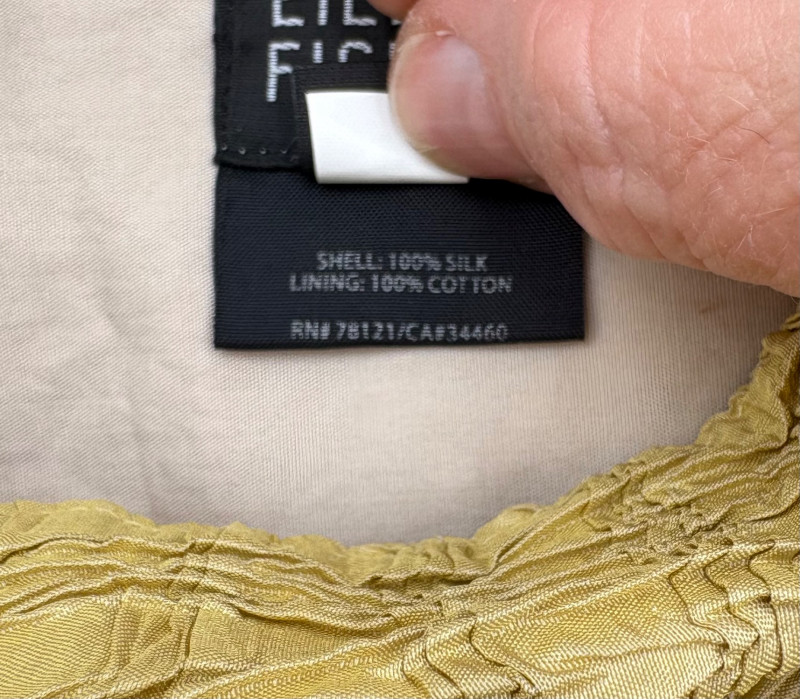 SHELL: 100% SILK
LINING: 100% COTTON
RN# 78121/CA#34460